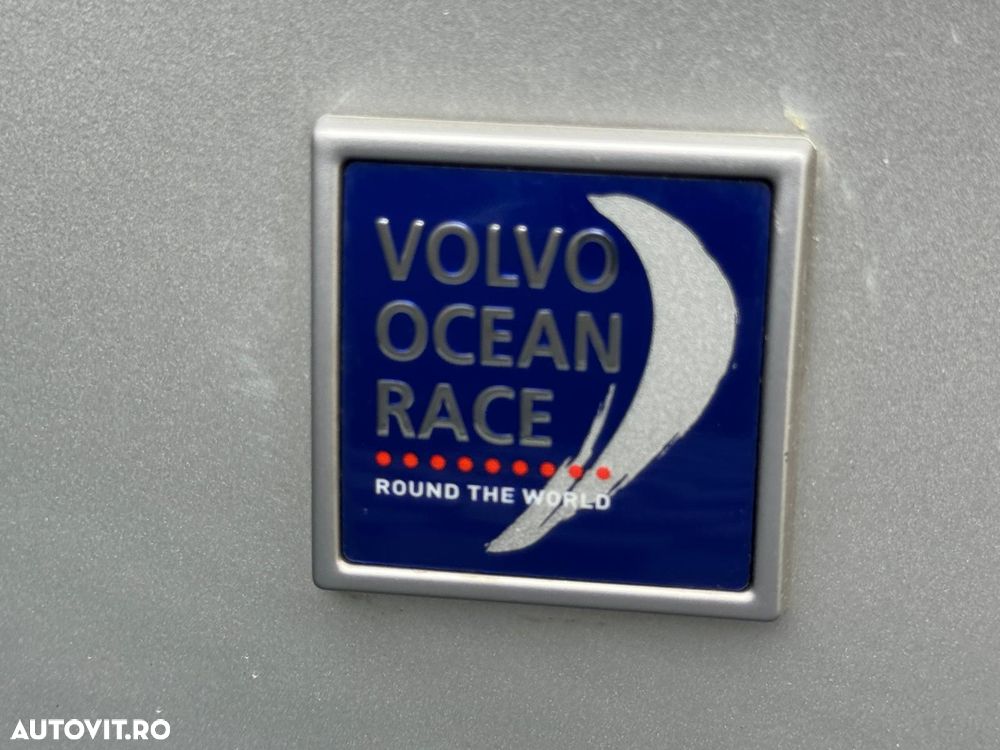 VOLVO
OCEAN
RACE
ROUND THE WORLD
AUTOVIT.RO